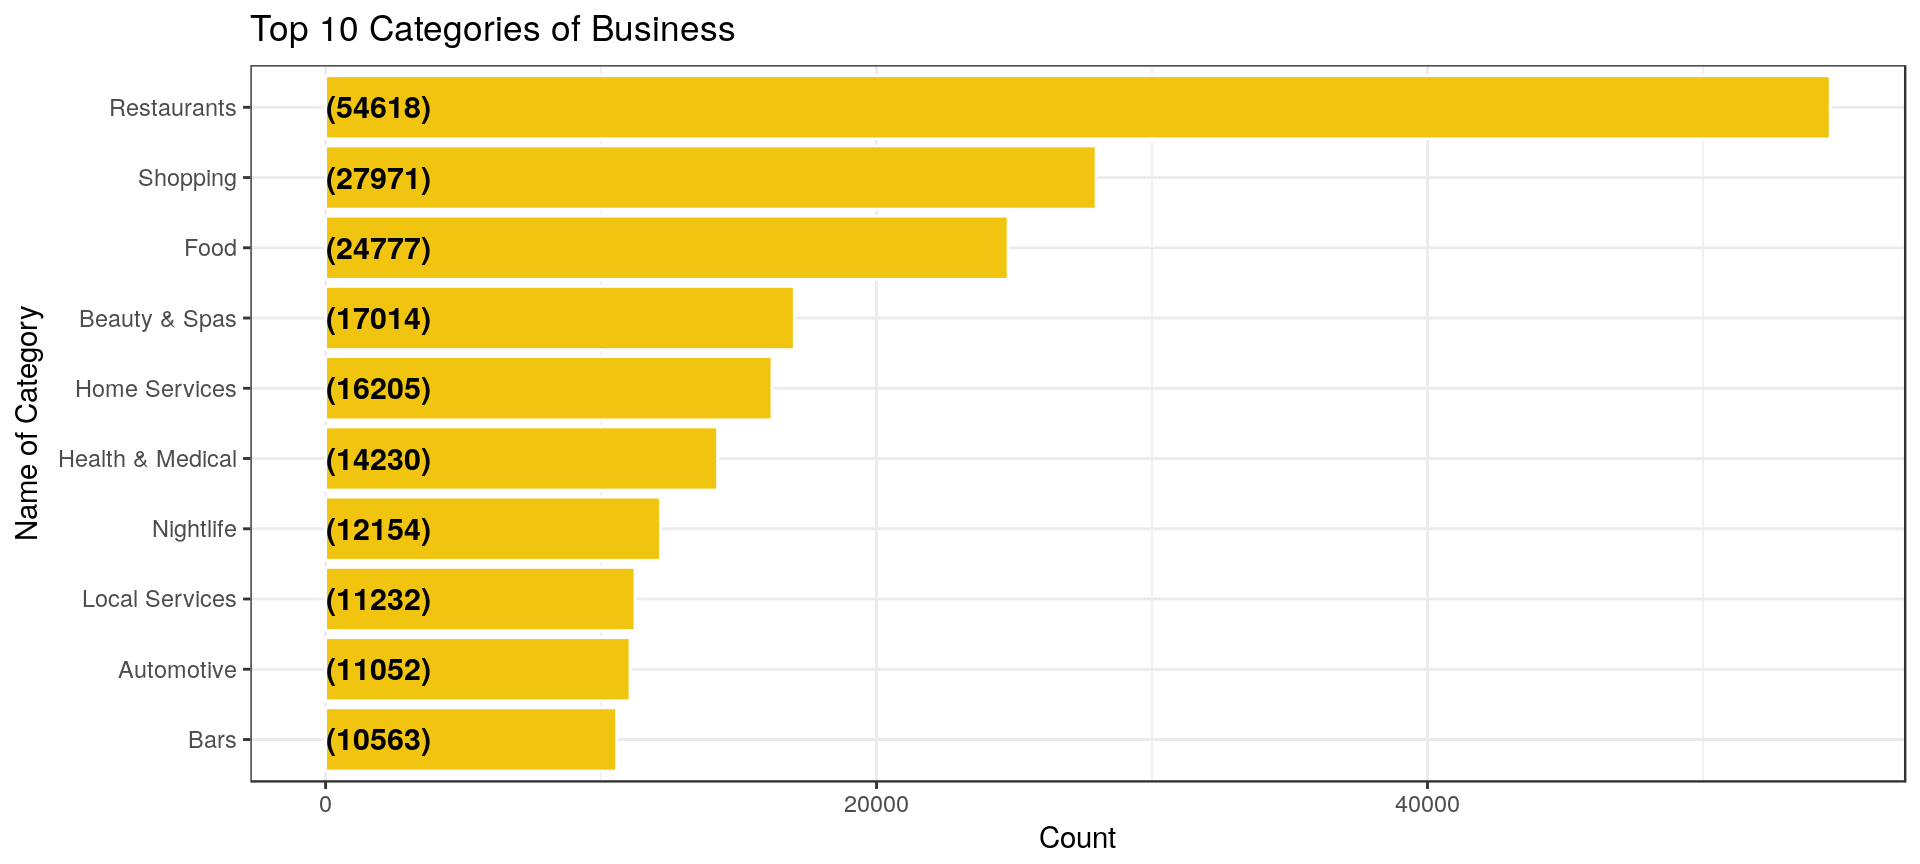 Top 10 Categories of Business
Name of Category
Restaurants (54618)
Shopping (27971)
Food (24777)
Beauty & Spas (17014)
Home Services (16205)
Health & Medical (14230)
Nightlife (12154)
Local Services (11232)
Automotive (11052)
Bars (10563)
0 20000 40000
Count